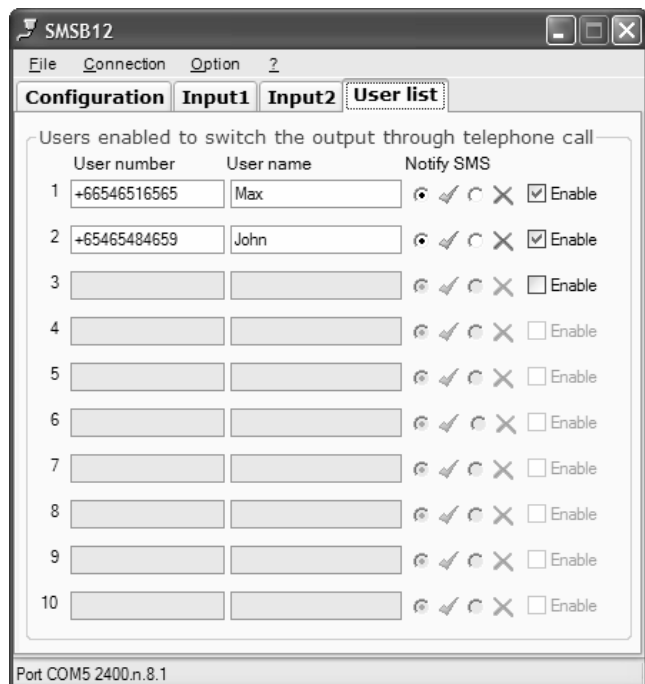 SMSB12
File Connection Option ?
Configuration Input1 Input2 User list
Users enabled to switch the output through telephone call
User number User name Notify SMS
1 +66546516565 Max Enable
2 +65465484659 John Enable
3 Enable
4 Enable
5 Enable
6 Enable
7 Enable
8 Enable
9 Enable
10 Enable
Port COM5 2400.n.8.1